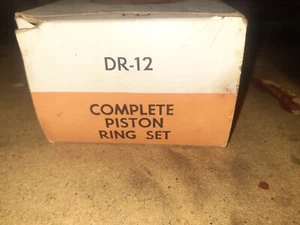 DR-12
COMPLETE
PISTON
RING SET